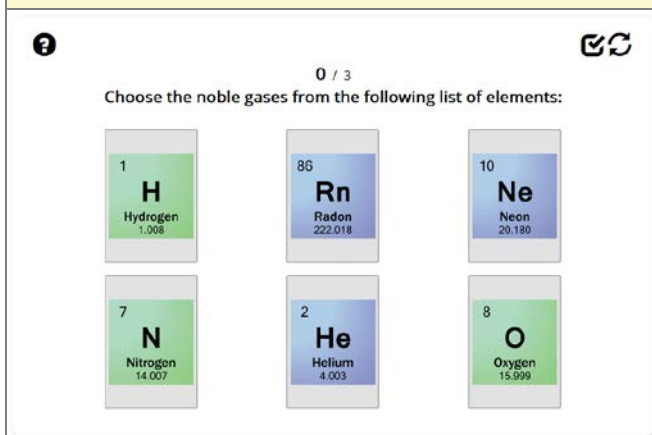 ?
0 / 3
Choose the noble gases from the following list of elements:
1
H
Hydrogen
1.008
86
Rn
Radon
222.018
10
Ne
Neon
20.180
7
N
Nitrogen
14.007
2
He
Helium
4.003
8
O
Oxygen
15.999